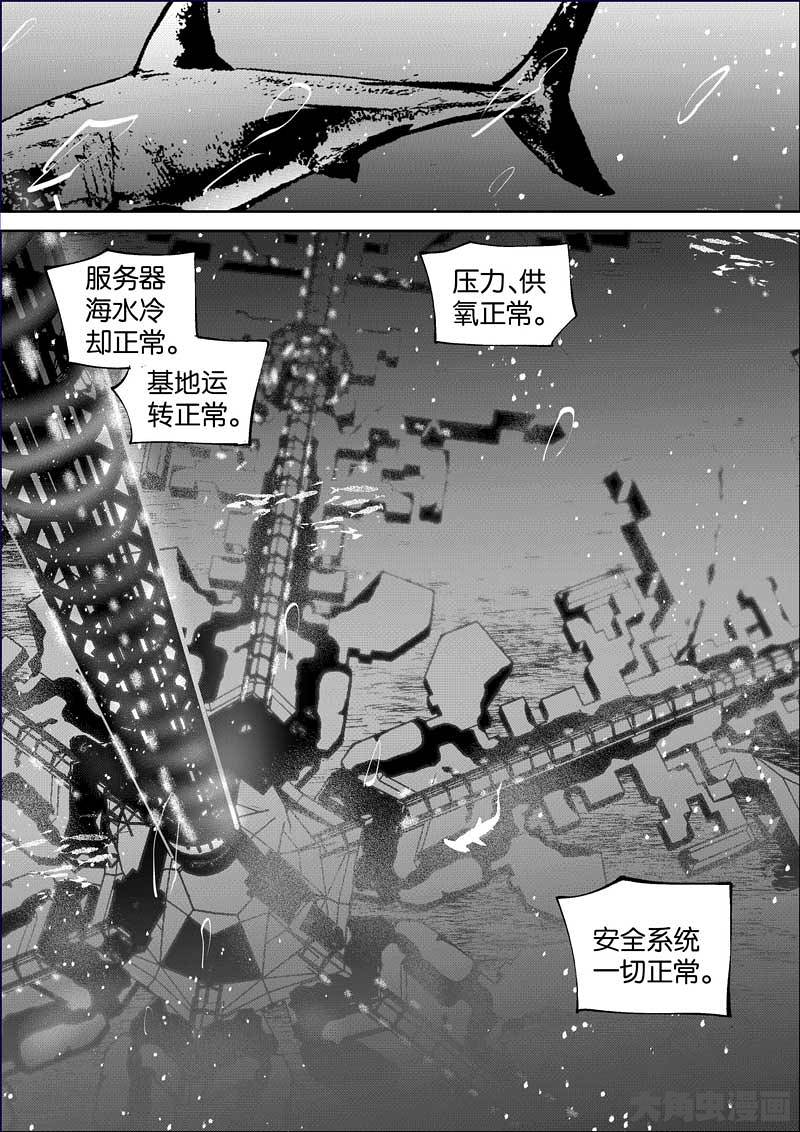 服务器
海水冷
却正常。
基地运
转正常。
压力、供
氧正常。
安全系统
一切正常。
大角虫漫画